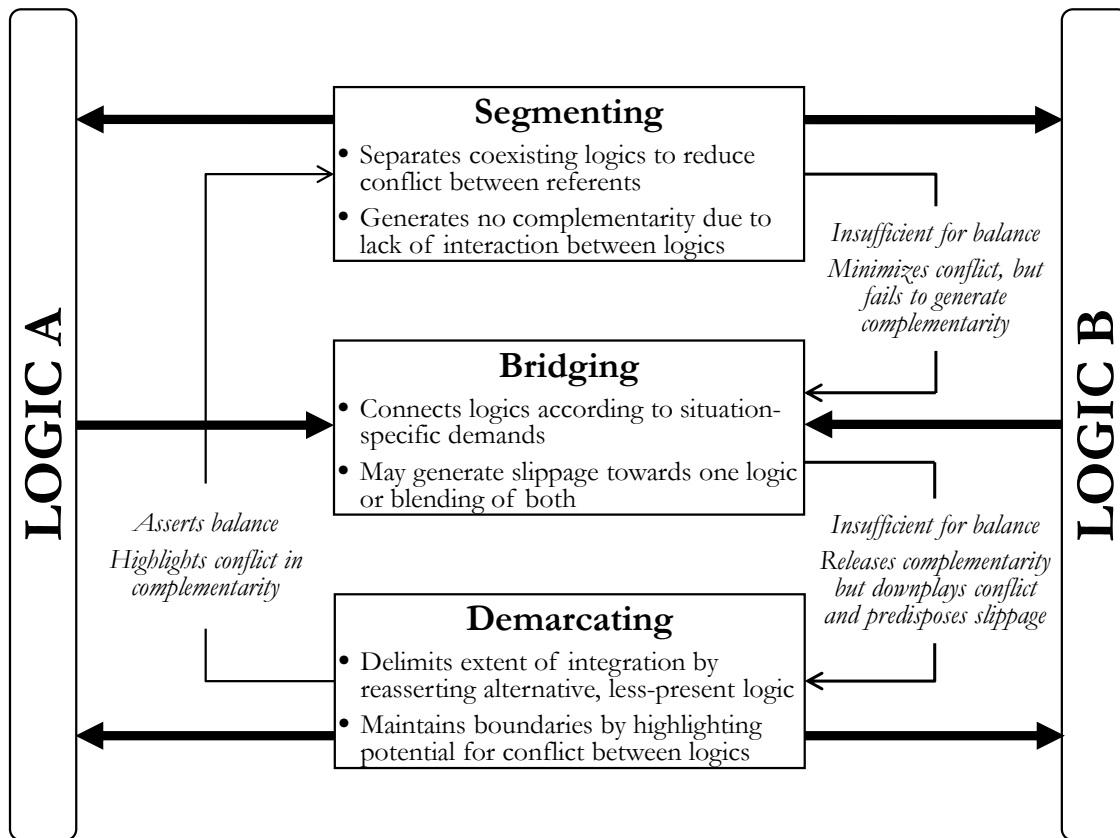 LOGIC A
Segmenting
• Separates coexisting logics to reduce
conflict between referents
• Generates no complementarity due to
lack of interaction between logics
Insufficient for balance
Minimizes conflict, but
fails to generate
complementarity
Bridging
• Connects logics according to situation-
specific demands
• May generate slippage towards one logic
or blending of both
Asserts balance
Highlights conflict in
complementarity
Insufficient for balance
Releases complementarity
but downplays conflict
and predisposes slippage
Demarcating
• Delimits extent of integration by
reasserting alternative, less-present logic
• Maintains boundaries by highlighting
potential for conflict between logics
LOGIC B